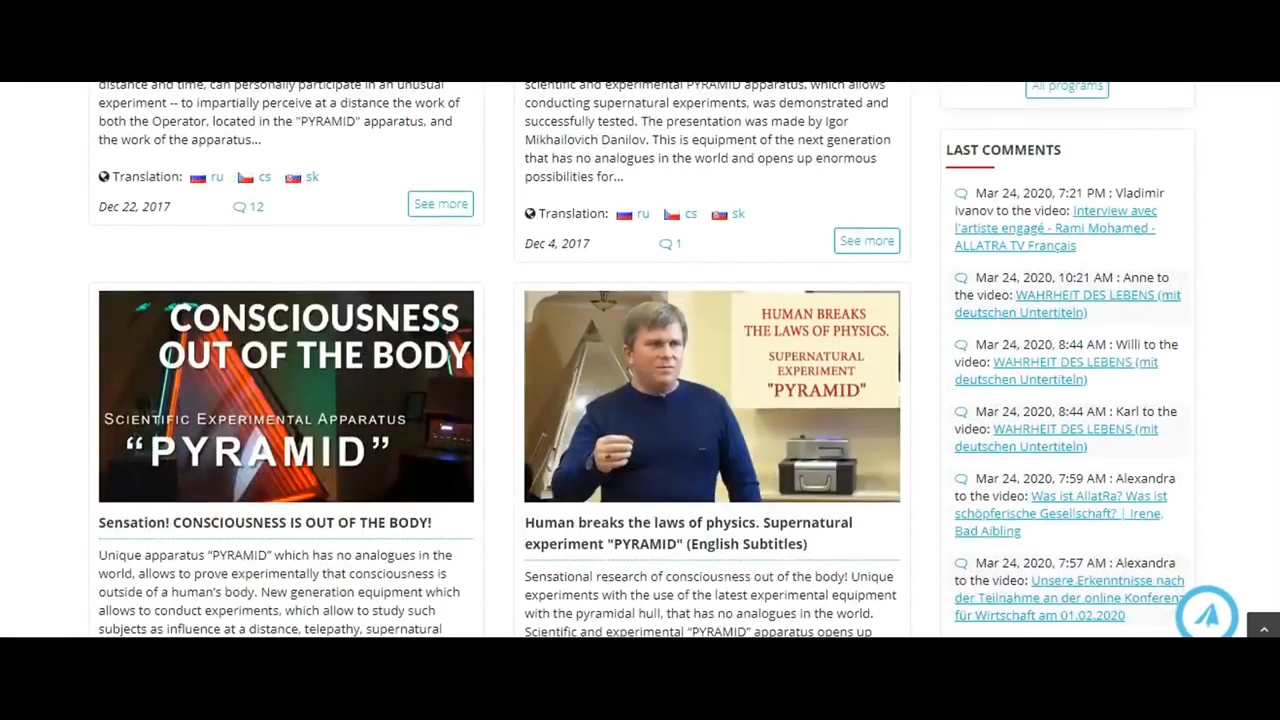 distance and time, can personally participate in an unusual
experiment -- to impartially perceive at a distance the work of
both the Operator, located in the "PYRAMID" apparatus, and
the work of the apparatus...
Translation: ru cs sk
Dec 22, 2017 12 See more
scientific and experimental PYRAMID apparatus, which allows
conducting supernatural experiments, was demonstrated and
successfully tested. The presentation was made by Igor
Mikhailovich Danilov. This is equipment of the next generation
that has no analogues in the world and opens up enormous
possibilities for...
Translation: ru cs sk
Dec 4, 2017 1 See more
CONSCIOUSNESS
OUT OF THE BODY
SCIENTIFIC EXPERIMENTAL APPARATUS
“PYRAMID”
Sensation! CONSCIOUSNESS IS OUT OF THE BODY!
Unique apparatus “PYRAMID” which has no analogues in the
world, allows to prove experimentally that consciousness is
outside of a human’s body. New generation equipment which
allows to conduct experiments, which allow to study such
subjects as influence at a distance, telepathy, supernatural
HUMAN BREAKS
THE LAWS OF PHYSICS.
SUPERNATURAL
EXPERIMENT
"PYRAMID"
Human breaks the laws of physics. Supernatural
experiment "PYRAMID" (English Subtitles)
Sensational research of consciousness out of the body! Unique
experiments with the use of the latest experimental equipment
with the pyramidal hull, that has no analogues in the world.
Scientific and experimental “PYRAMID” apparatus opens up
All programs
LAST COMMENTS
Mar 24, 2020, 7:21 PM : Vladimir
Ivanov to the video: Interview avec
l'artiste engagé - Rami Mohamed -
ALLATRA TV Français
Mar 24, 2020, 10:21 AM : Anne to
the video: WAHRHEIT DES LEBENS (mit
deutschen Untertiteln)
Mar 24, 2020, 8:44 AM : Willi to the
video: WAHRHEIT DES LEBENS (mit
deutschen Untertiteln)
Mar 24, 2020, 8:44 AM : Karl to the
video: WAHRHEIT DES LEBENS (mit
deutschen Untertiteln)
Mar 24, 2020, 7:59 AM : Alexandra
to the video: Was ist AllatRa? Was ist
schöpferische Gesellschaft? | Irene,
Bad Aibling
Mar 24, 2020, 7:57 AM : Alexandra
to the video: Unsere Erkenntnisse nach
der Teilnahme an der online Konferenz
für Wirtschaft am 01.02.2020